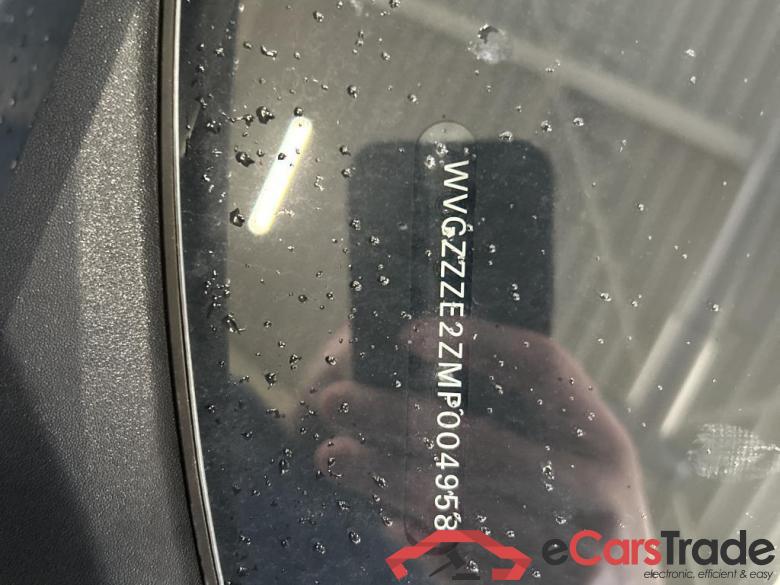 WVGZZZE2ZMP004958
eCarsTrade
electronic, efficient & easy